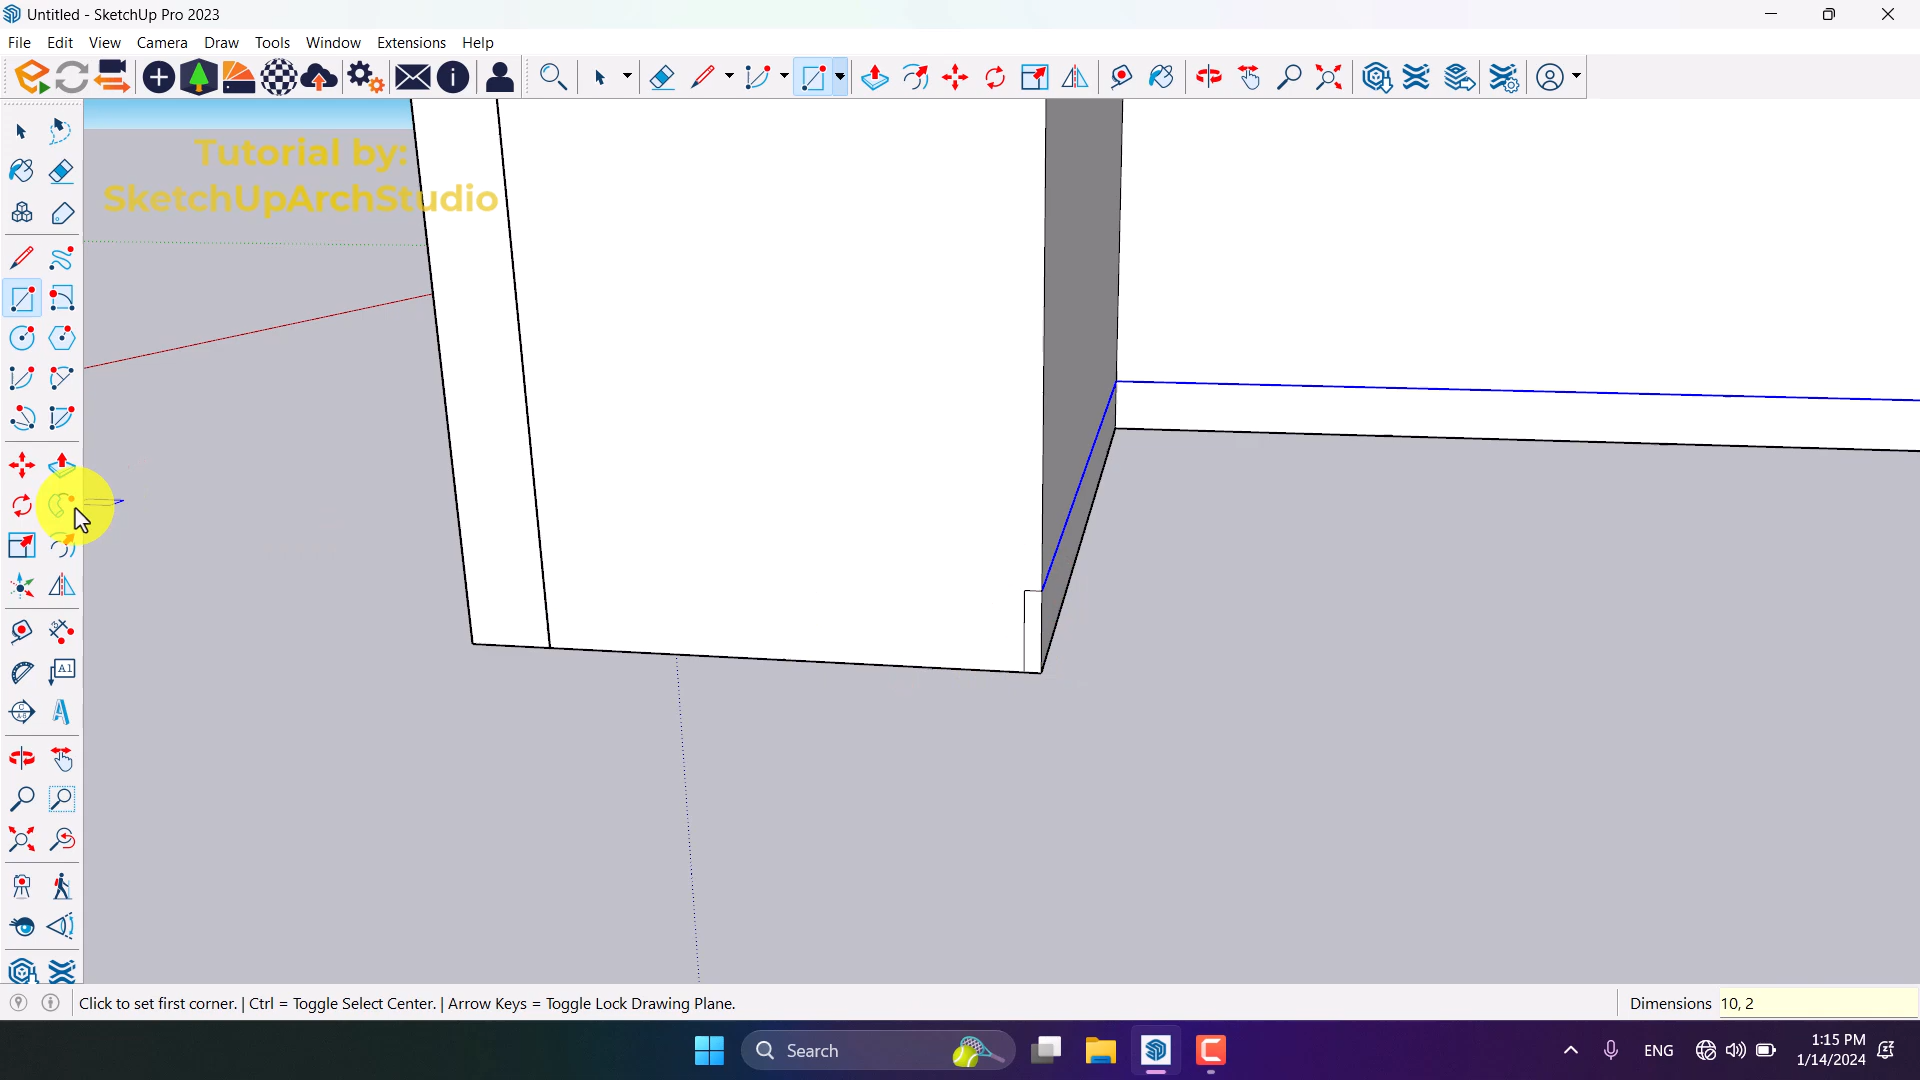 Untitled - SketchUp Pro 2023
File Edit View Camera Draw Tools Window Extensions Help
Tutorial by:
SketchUpArchStudio
A1
Click to set first corner. | Ctrl = Toggle Select Center. | Arrow Keys = Toggle Lock Drawing Plane.
Dimensions 10, 2
Search
ENG
1:15 PM
1/14/2024